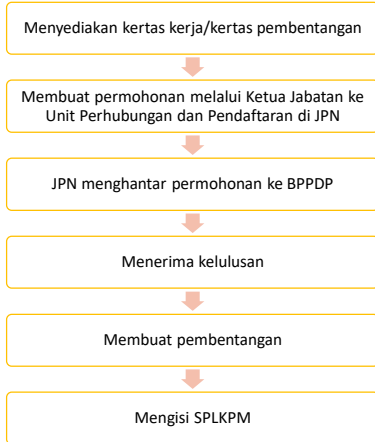 Menyediakan kertas kerja/kertas pembentangan
Membuat permohonan melalui Ketua Jabatan ke
Unit Perhubungan dan Pendaftaran di JPN
JPN menghantar permohonan ke BPPDP
Menerima kelulusan
Membuat pembentangan
Mengisi SPLKPM